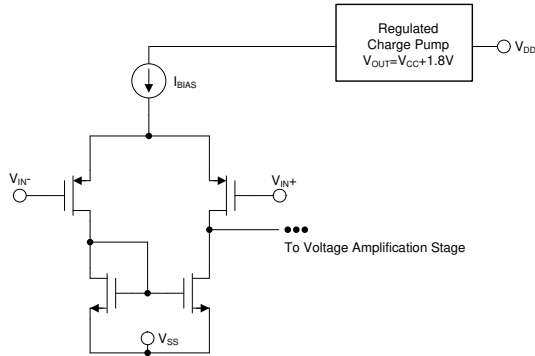 Regulated
Charge Pump
VOUT=VCC+1.8V
VDD
IBIAS
VIN-
VIN+
To Voltage Amplification Stage
VSS